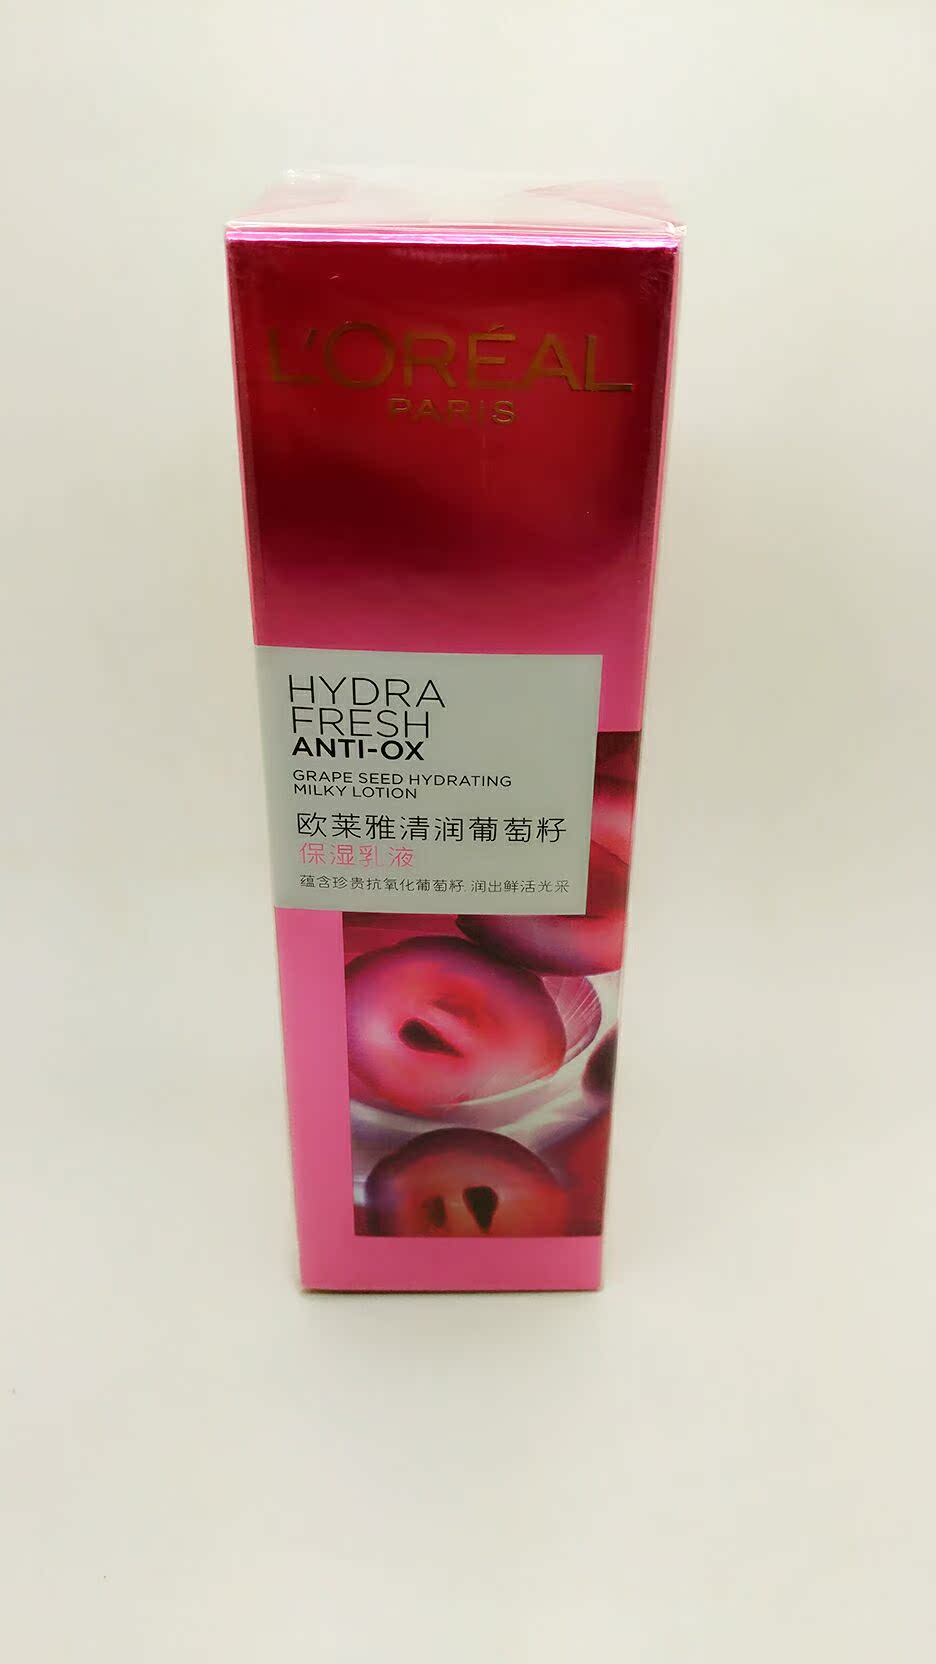 L'ORÉAL
PARIS
HYDRA
FRESH
ANTI-OX
GRAPE SEED HYDRATING
MILKY LOTION
欧莱雅清润葡萄籽
保湿乳液
蕴含珍贵抗氧化葡萄籽,润出鲜活光采